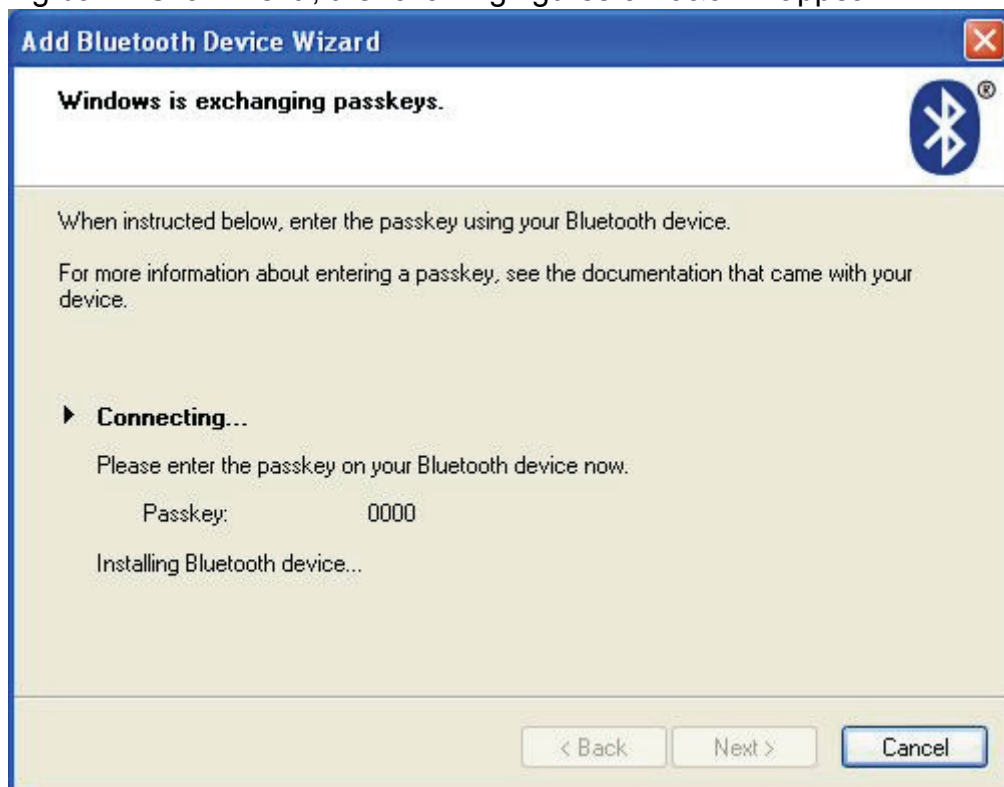 Add Bluetooth Device Wizard
Windows is exchanging passkeys.
®
When instructed below, enter the passkey using your Bluetooth device.
For more information about entering a passkey, see the documentation that came with your
device.
Connecting...
Please enter the passkey on your Bluetooth device now.
Passkey: 0000
Installing Bluetooth device...
< Back Next > Cancel